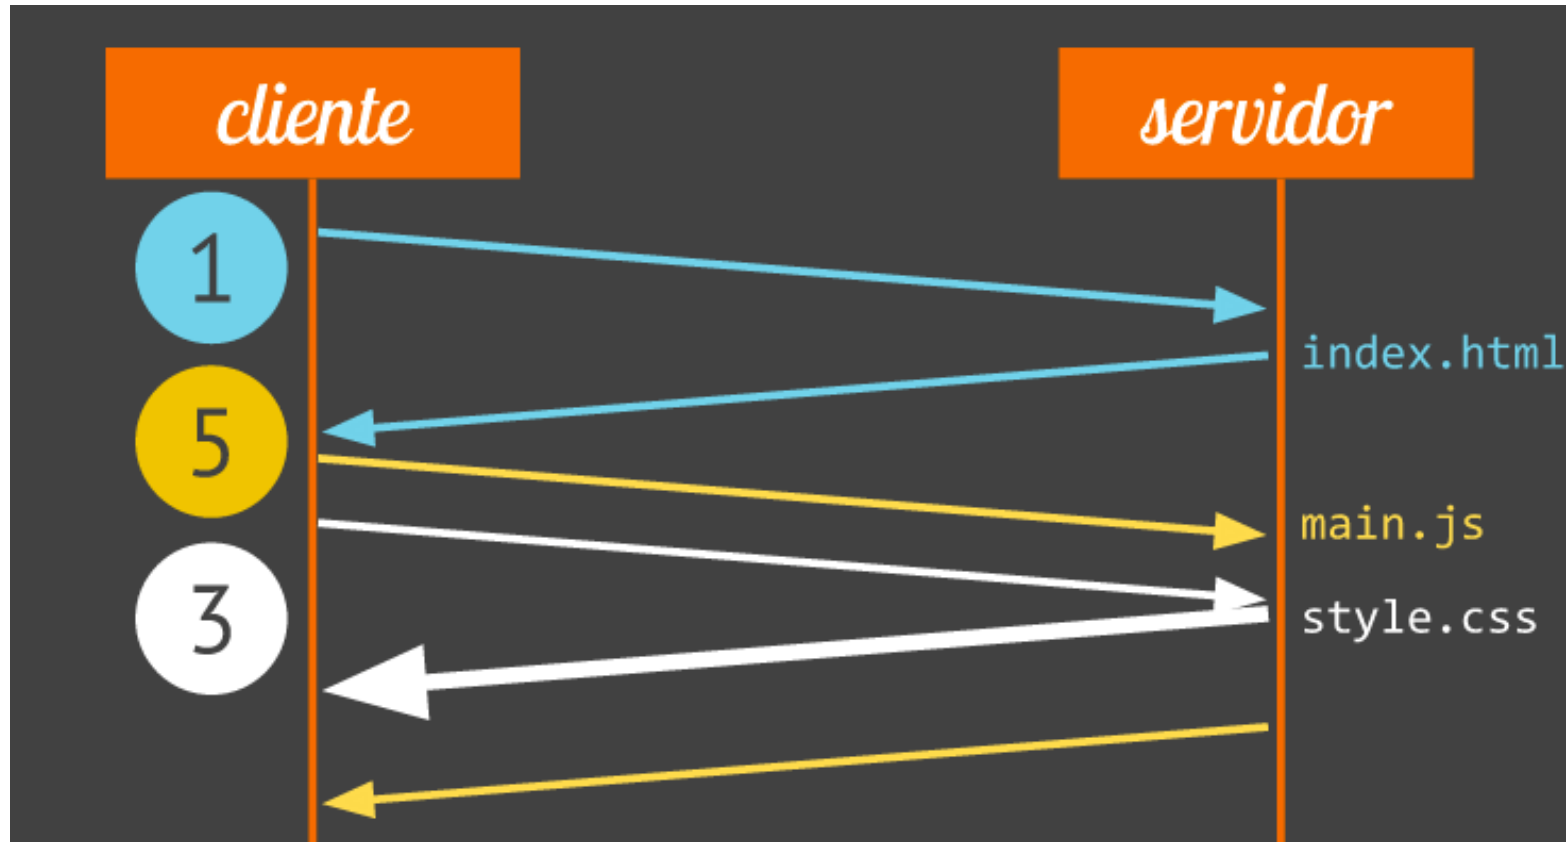 cliente
servidor
1
index.html
5
main.js
3
style.css